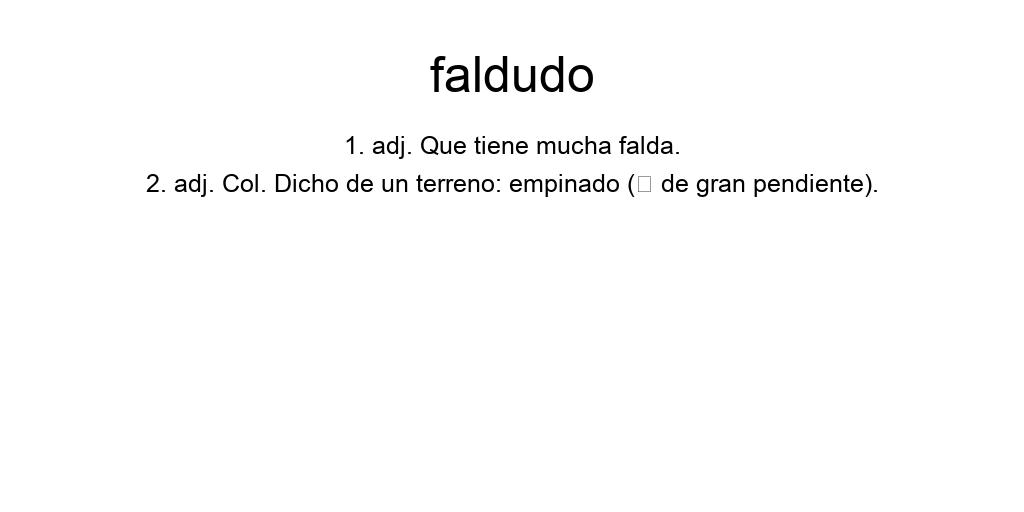 faldudo
1. adj. Que tiene mucha falda.
2. adj. Col. Dicho de un terreno: empinado (▯ de gran pendiente).